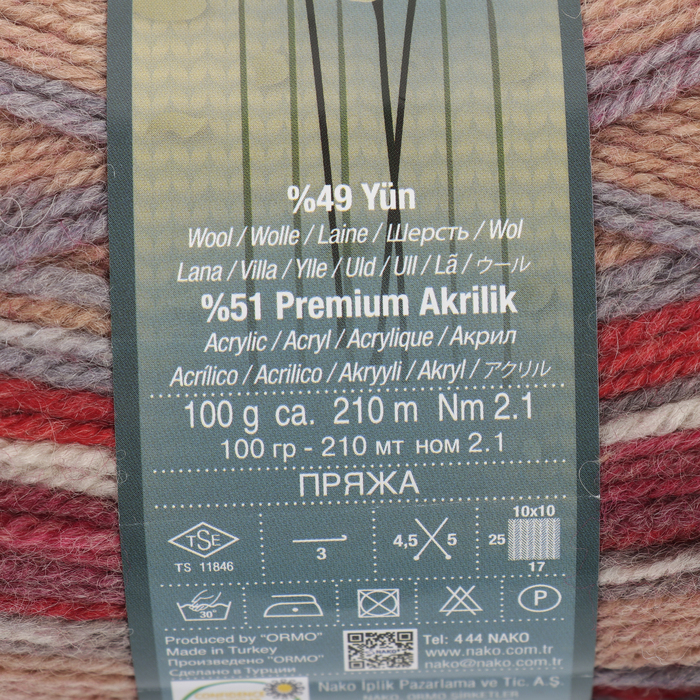 %49 Yün
Wool / Wolle / Laine / Шерсть / Wol
Lana / Villa / Ylle / Uld / Ull / Lã / ウール
%51 Premium Akrilik
Acrylic / Acryl / Acrylique / Акрил
Acrílico / Acrilico / Akryyli / Akryl / アクリル
100 g ca. 210 m Nm 2.1
100 гр - 210 мт ном 2.1
ПРЯЖА
TSE
TS 11846
3
4,5 5
10x10
25
17
30°
P
Produced by "ORMO"
Made in Turkey
Произведено "ORMO"
Сделано в Турции
Tel: 444 NAKO
www.nako.com.tr
nako@nako.com.tr
Nako İplik Pazarlama ve Tic. A.Ş.